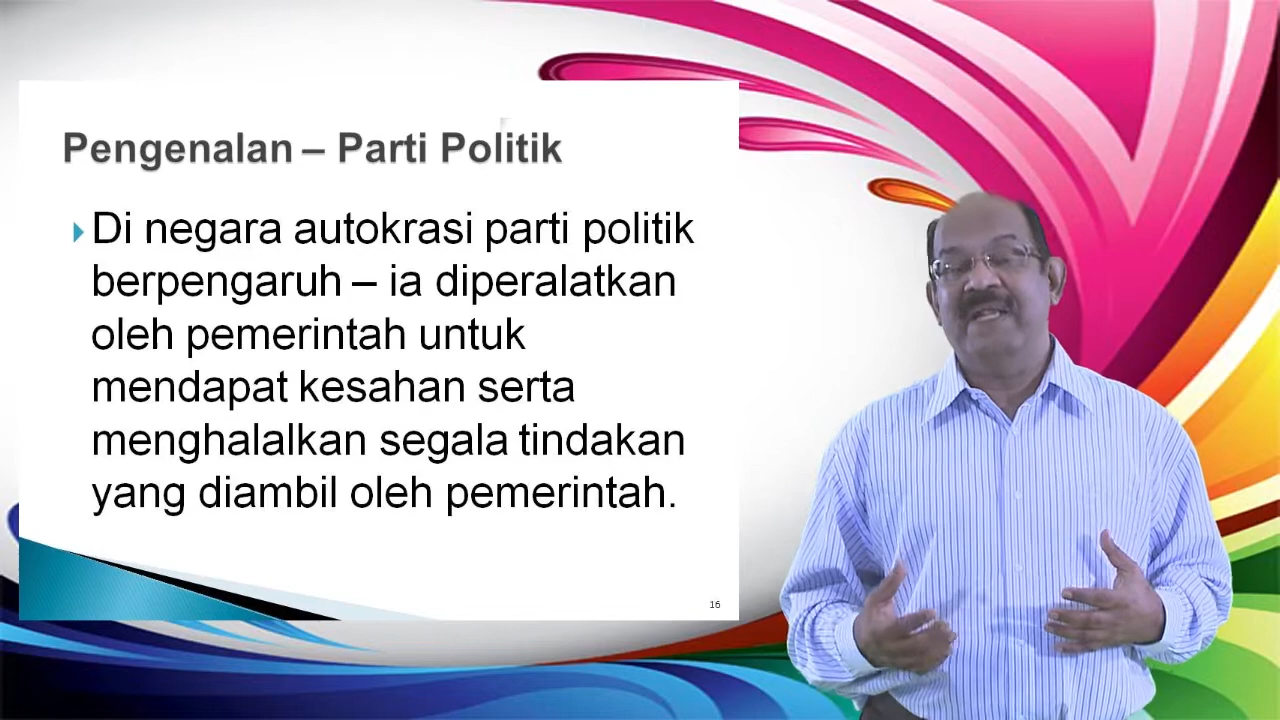 Pengenalan – Parti Politik
Di negara autokrasi parti politik
berpengaruh – ia diperalatkan
oleh pemerintah untuk
mendapat kesahan serta
menghalalkan segala tindakan
yang diambil oleh pemerintah.
16